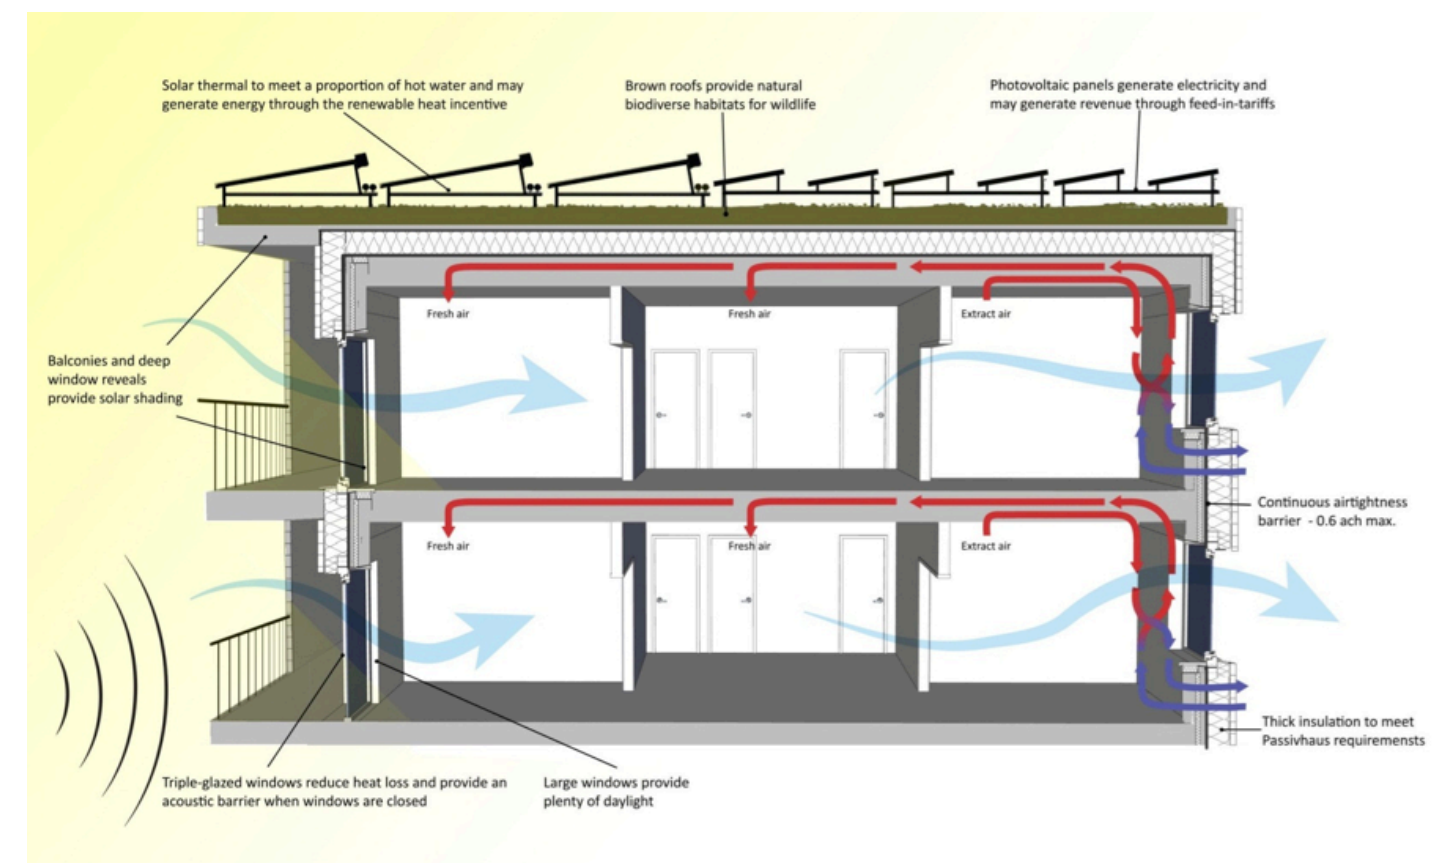 Solar thermal to meet a proportion of hot water and may
generate energy through the renewable heat incentive
Brown roofs provide natural
biodiverse habitats for wildlife
Photovoltaic panels generate electricity and
may generate revenue through feed-in-tariffs
Fresh air
Fresh air
Extract air
Balconies and deep
window reveals
provide solar shading
Continuous airtightness
barrier - 0.6 ach max.
Fresh air
Fresh air
Extract air
Thick insulation to meet
Passivhaus requiremensts
Triple-glazed windows reduce heat loss and provide an
acoustic barrier when windows are closed
Large windows provide
plenty of daylight